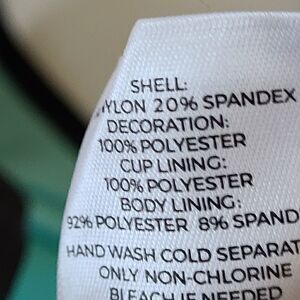 SHELL:
YLON 20% SPANDEX
DECORATION:
100% POLYESTER
CUP LINING:
100% POLYESTER
BODY LINING:
92% POLYESTER 8% SPAND
HAND WASH COLD SEPARAT
ONLY NON-CHLORINE
BLEACH IF NEEDED